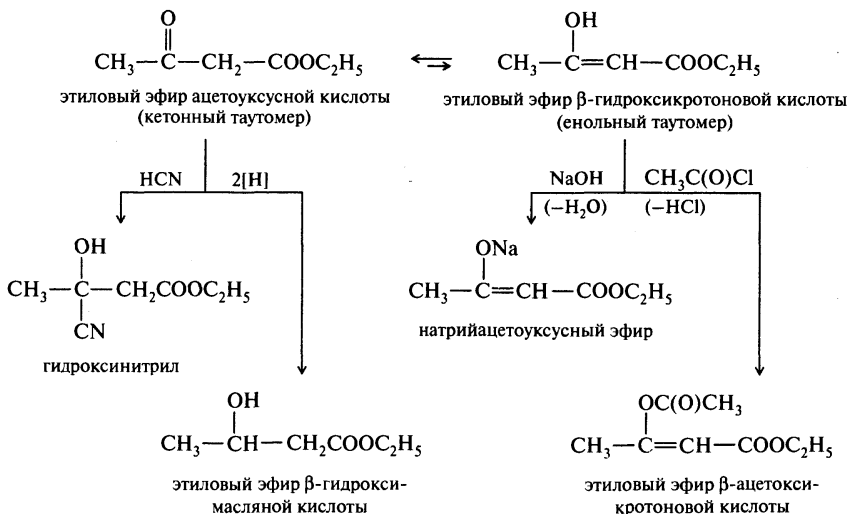 O
CH₃—C—CH₂—COOC₂H₅
этиловый эфир ацетоуксусной кислоты
(кетонный таутомер)
OH
CH₃—C=CH—COOC₂H₅
этиловый эфир β-гидроксикротоновой кислоты
(енольный таутомер)
HCN
2[H]
NaOH
(−H₂O)
CH₃C(O)Cl
(−HCl)
OH
CH₃—C—CH₂COOC₂H₅
CN
гидроксинитрил
ONa
CH₃—C=CH—COOC₂H₅
натрийацетоуксусный эфир
OH
CH₃—CH—CH₂COOC₂H₅
этиловый эфир β-гидрокси-
масляной кислоты
OC(O)CH₃
CH₃—C=CH—COOC₂H₅
этиловый эфир β-ацетокси-
кротоновой кислоты